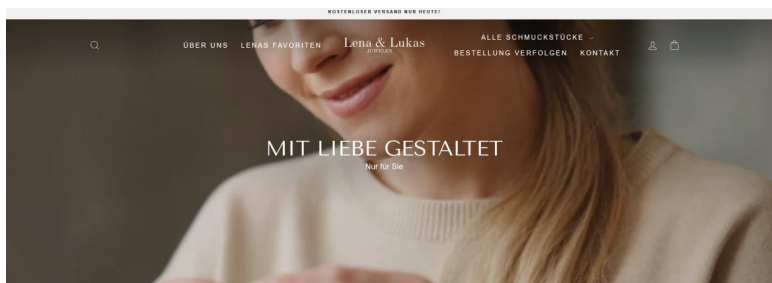 KOSTENLOSER VERSAND NUR HEUTE!
ÜBER UNS LENAS FAVORITEN
Lena & Lukas
JUWELEN
ALLE SCHMUCKSTÜCKE
BESTELLUNG VERFOLGEN KONTAKT
MIT LIEBE GESTALTET
Nur für Sie